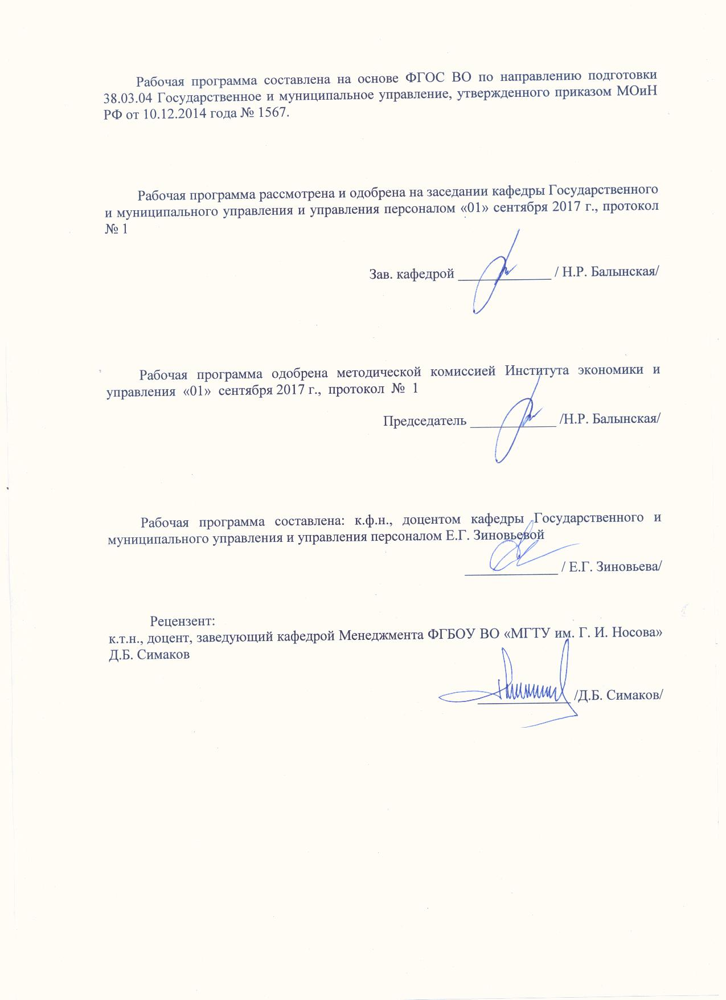 Рабочая программа составлена на основе ФГОС ВО по направлению подготовки
38.03.04 Государственное и муниципальное управление, утвержденного приказом МОиН
РФ от 10.12.2014 года № 1567.
Рабочая программа рассмотрена и одобрена на заседании кафедры Государственного
и муниципального управления и управления персоналом «01» сентября 2017 г., протокол
№ 1
Зав. кафедрой _____________ / Н.Р. Балынская/
Рабочая программа одобрена методической комиссией Института экономики и
управления «01» сентября 2017 г., протокол № 1
Председатель ____________ /Н.Р. Балынская/
Рабочая программа составлена: к.ф.н., доцентом кафедры Государственного и
муниципального управления и управления персоналом Е.Г. Зиновьевой
_____________ / Е.Г. Зиновьева/
Рецензент:
к.т.н., доцент, заведующий кафедрой Менеджмента ФГБОУ ВО «МГТУ им. Г. И. Носова»
Д.Б. Симаков
_____________ /Д.Б. Симаков/